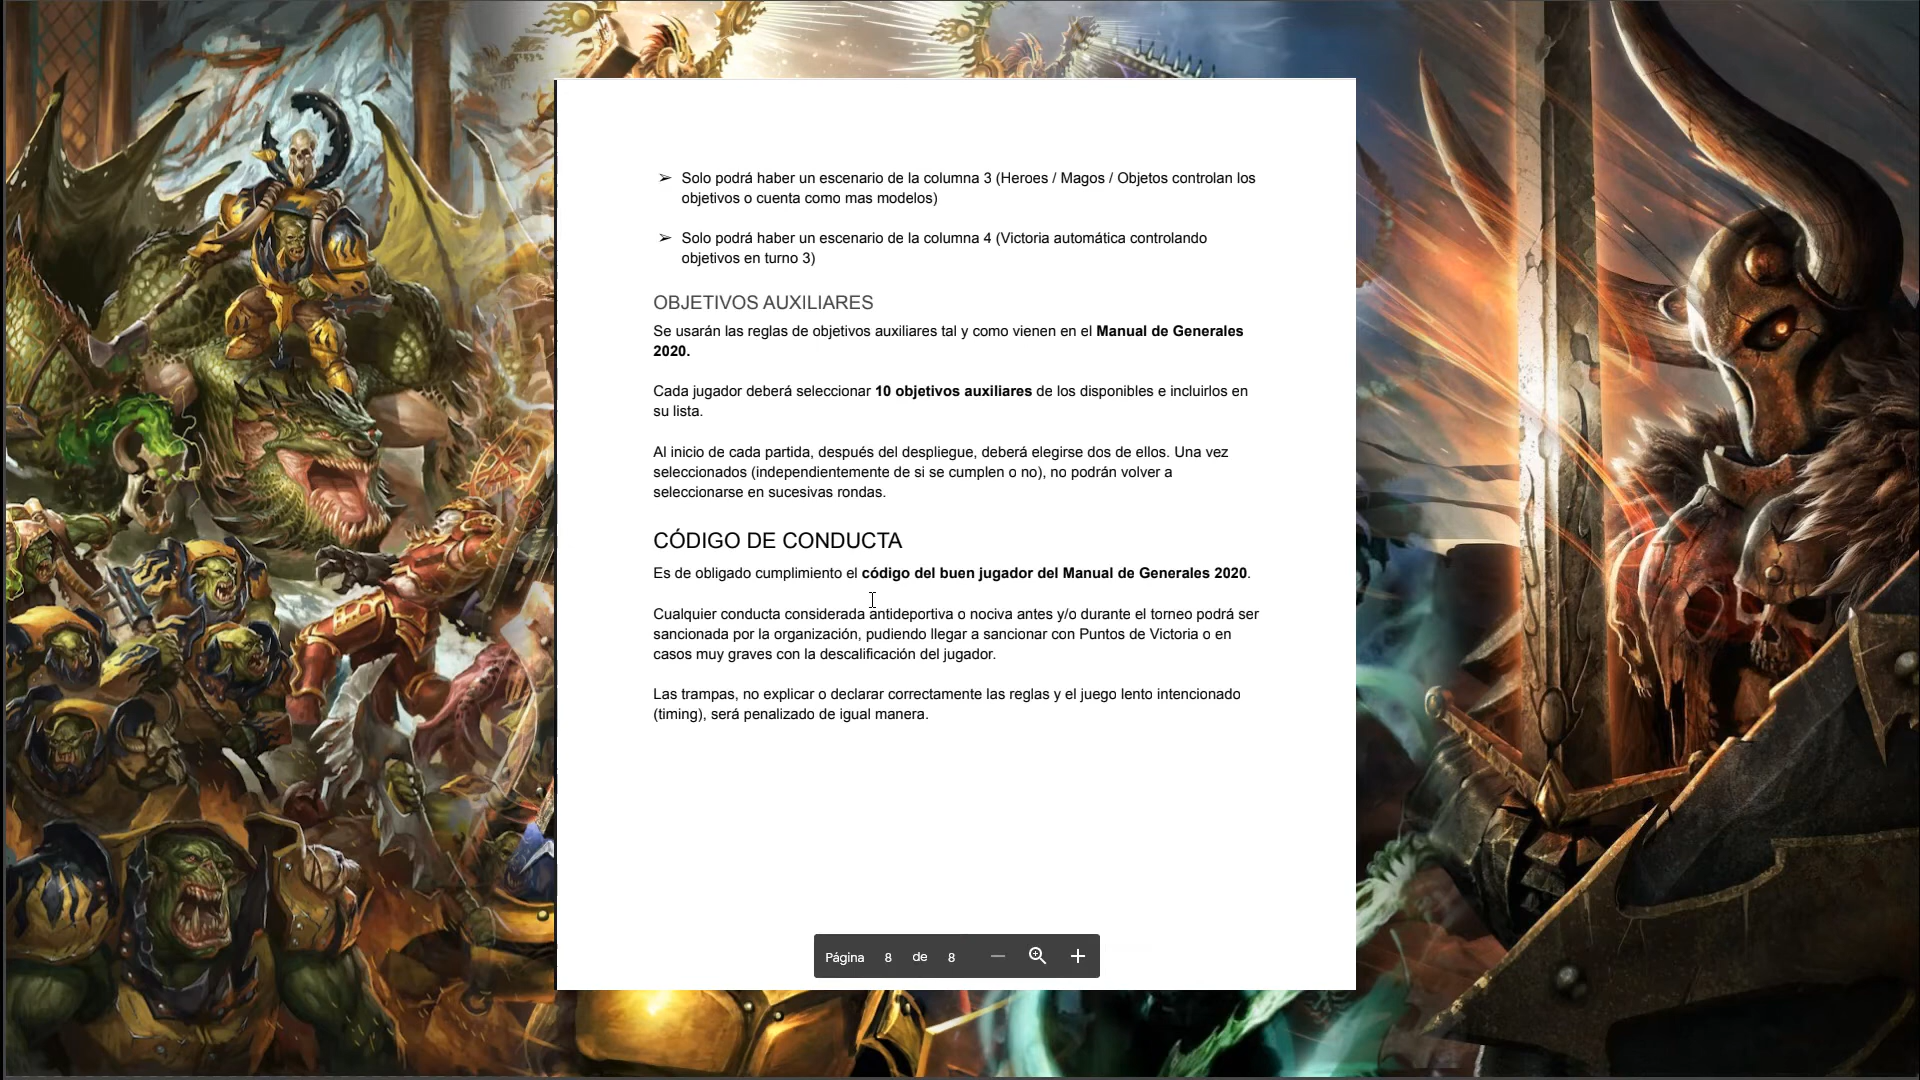 ➢ Solo podrá haber un escenario de la columna 3 (Heroes / Magos / Objetos controlan los
objetivos o cuenta como mas modelos)
➢ Solo podrá haber un escenario de la columna 4 (Victoria automática controlando
objetivos en turno 3)
OBJETIVOS AUXILIARES
Se usarán las reglas de objetivos auxiliares tal y como vienen en el Manual de Generales
2020.
Cada jugador deberá seleccionar 10 objetivos auxiliares de los disponibles e incluirlos en
su lista.
Al inicio de cada partida, después del despliegue, deberá elegirse dos de ellos. Una vez
seleccionados (independientemente de si se cumplen o no), no podrán volver a
seleccionarse en sucesivas rondas.
CÓDIGO DE CONDUCTA
Es de obligado cumplimiento el código del buen jugador del Manual de Generales 2020.
Cualquier conducta considerada antideportiva o nociva antes y/o durante el torneo podrá ser
sancionada por la organización, pudiendo llegar a sancionar con Puntos de Victoria o en
casos muy graves con la descalificación del jugador.
Las trampas, no explicar o declarar correctamente las reglas y el juego lento intencionado
(timing), será penalizado de igual manera.
Página 8 de 8